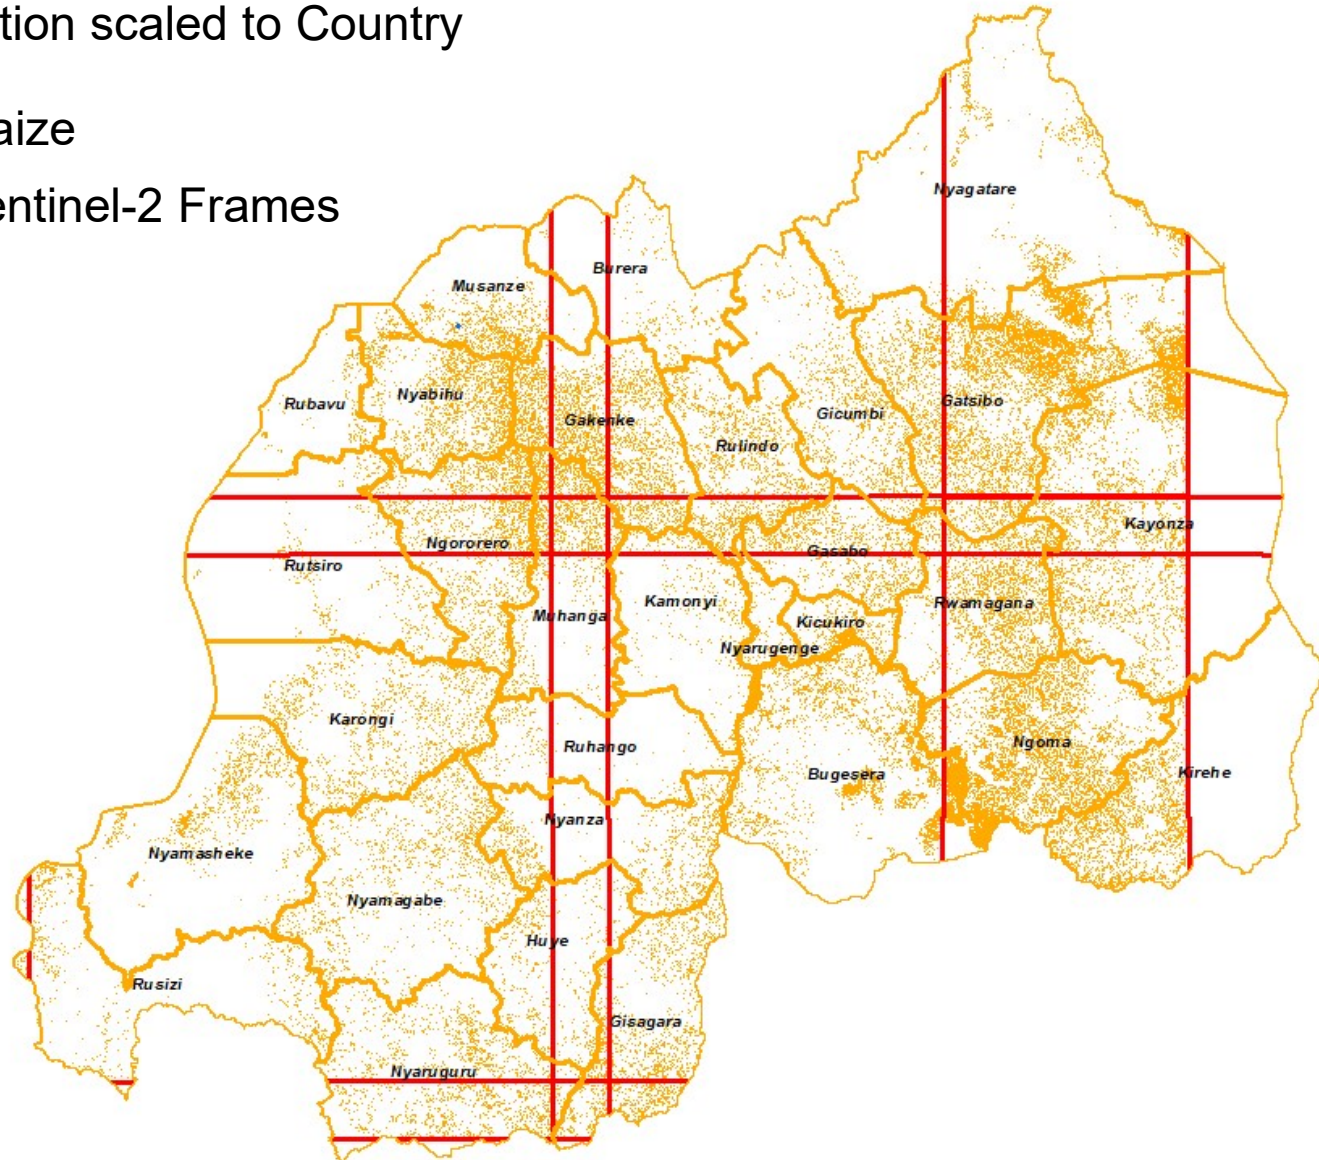 tion scaled to Country
aize
entinel-2 Frames
Nyagatare
Burera
Musanze
Nyabihu
Rubavu
Gatsibo
Gicumbi
Gakenke
Rulindo
Kayonza
Ngororero
Gasabo
Rutsiro
Kamonyi
Rwamagana
Muhanga
Kicukiro
Nyarugenge
Karongi
Ngoma
Ruhango
Bugesera
Kirehe
Nyanza
Nyamasheke
Nyamagabe
Huye
Rusizi
Gisagara
Nyaruguru